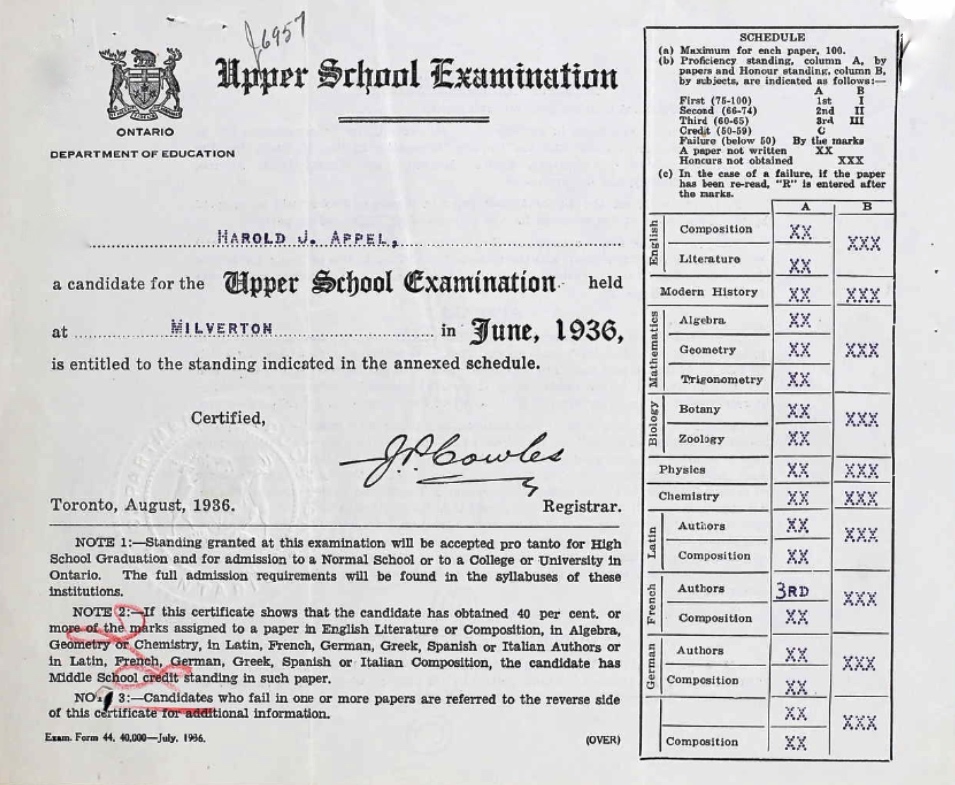 J6957
Upper School Examination
ONTARIO
DEPARTMENT OF EDUCATION
HAROLD J. APPEL,
a candidate for the Upper School Examination held
at MILVERTON in June, 1936,
is entitled to the standing indicated in the annexed schedule.
Certified,
J.P. Cowles
Toronto, August, 1936. Registrar.
NOTE 1:—Standing granted at this examination will be accepted pro tanto for High
School Graduation and for admission to a Normal School or to a College or University in
Ontario. The full admission requirements will be found in the syllabuses of these
institutions.
NOTE 2:—If this certificate shows that the candidate has obtained 40 per cent. or
more of the marks assigned to a paper in English Literature or Composition, in Algebra,
Geometry or Chemistry, in Latin, French, German, Greek, Spanish or Italian Authors or
in Latin, French, German, Greek, Spanish or Italian Composition, the candidate has
Middle School credit standing in such paper.
3:—Candidates who fail in one or more papers are referred to the reverse side
of this certificate for additional information.
Exam. Form 44. 40,000—July, 1936. (OVER)
SCHEDULE
(a) Maximum for each paper, 100.
(b) Proficiency standing, column A, by
papers and Honour standing, column B,
by subjects, are indicated as follows:—
A B
First (75-100) 1st I
Second (66-74) 2nd II
Third (60-65) 3rd III
Credit (50-59) C
Failure (below 50) By the marks
A paper not written XX
Honours not obtained XXX
(c) In the case of a failure, if the paper
has been re-read, "R" is entered after
the marks.
A B
English
Composition XX
XXX
Literature XX
Modern History XX XXX
Mathematics
Algebra XX
Geometry XX XXX
Trigonometry XX
Biology
Botany XX
XXX
Zoology XX
Physics XX XXX
Chemistry XX XXX
Latin
Authors XX
XXX
Composition XX
French
Authors 3RD
XXX
Composition XX
German
Authors XX
XXX
Composition XX
XX
XXX
Composition XX